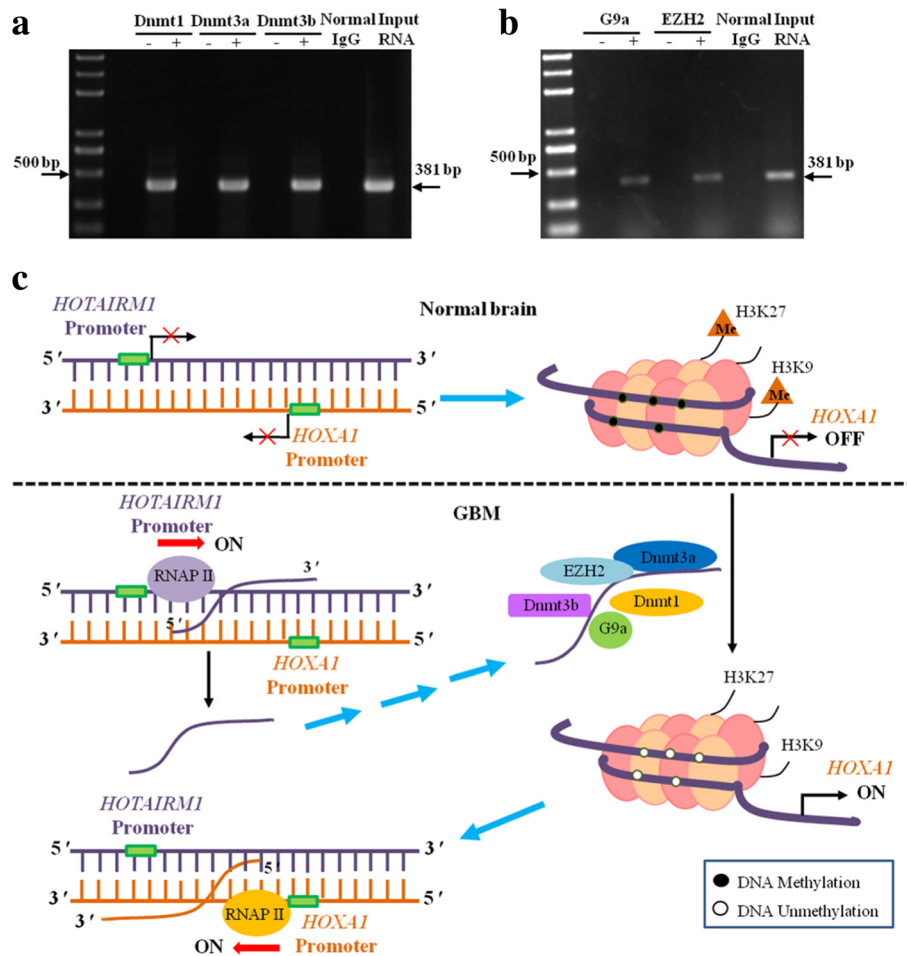 a
Dnmt1 Dnmt3a Dnmt3b Normal Input
- + - + - + IgG RNA
500 bp
381 bp
b
G9a EZH2 Normal Input
- + - + IgG RNA
500 bp
381 bp
c
HOTAIRM1
Promoter
Normal brain
5′ 3′
3′ 5′
HOXA1
Promoter
Me
H3K27
H3K9
Me
HOXA1
OFF
GBM
HOTAIRM1
Promoter
ON
RNAP II
3′
5′ 3′
5′
3′ 5′
HOXA1
Promoter
EZH2
Dnmt3a
Dnmt3b
Dnmt1
G9a
H3K27
H3K9
HOXA1
ON
HOTAIRM1
Promoter
5′ 3′
5′
3′ 5′
3′
RNAP II
HOXA1
Promoter
ON
DNA Methylation
DNA Unmethylation